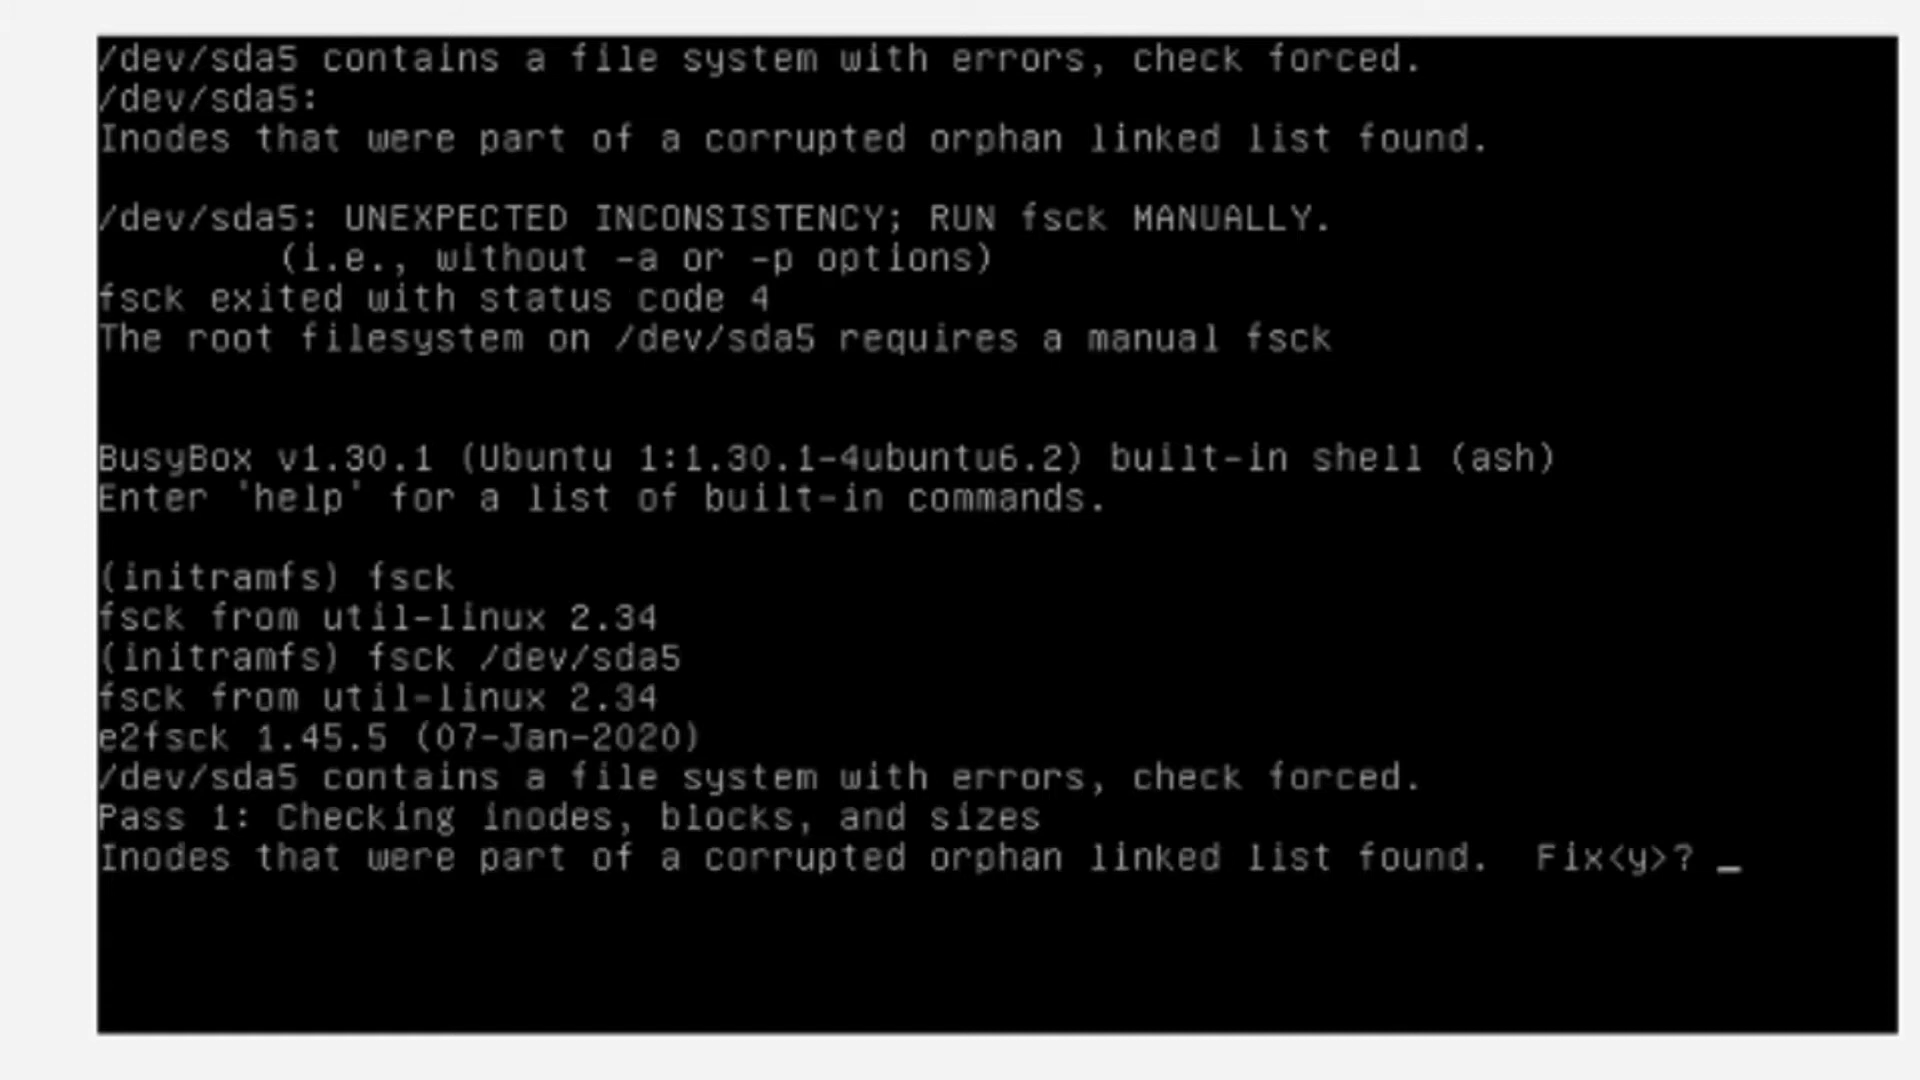 /dev/sda5 contains a file system with errors, check forced.
/dev/sda5:
Inodes that were part of a corrupted orphan linked list found.
/dev/sda5: UNEXPECTED INCONSISTENCY; RUN fsck MANUALLY.
(i.e., without -a or -p options)
fsck exited with status code 4
The root filesystem on /dev/sda5 requires a manual fsck
BusyBox v1.30.1 (Ubuntu 1:1.30.1-4ubuntu6.2) built-in shell (ash)
Enter 'help' for a list of built-in commands.
(initramfs) fsck
fsck from util-linux 2.34
(initramfs) fsck /dev/sda5
fsck from util-linux 2.34
e2fsck 1.45.5 (07-Jan-2020)
/dev/sda5 contains a file system with errors, check forced.
Pass 1: Checking inodes, blocks, and sizes
Inodes that were part of a corrupted orphan linked list found.  Fix<y>? _